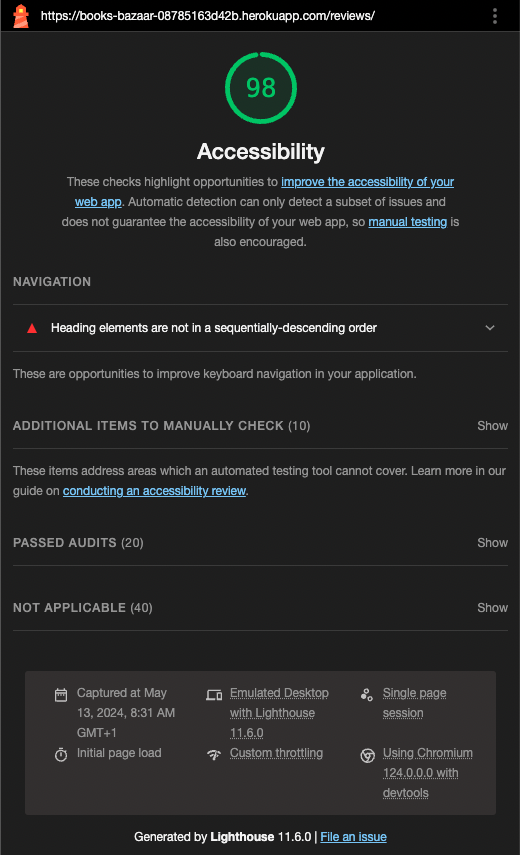 https://books-bazaar-08785163d42b.herokuapp.com/reviews/
98
Accessibility
These checks highlight opportunities to improve the accessibility of your
web app. Automatic detection can only detect a subset of issues and
does not guarantee the accessibility of your web app, so manual testing is
also encouraged.
NAVIGATION
Heading elements are not in a sequentially-descending order
These are opportunities to improve keyboard navigation in your application.
ADDITIONAL ITEMS TO MANUALLY CHECK (10) Show
These items address areas which an automated testing tool cannot cover. Learn more in our
guide on conducting an accessibility review.
PASSED AUDITS (20) Show
NOT APPLICABLE (40) Show
Captured at May
13, 2024, 8:31 AM
GMT+1
Emulated Desktop
with Lighthouse
11.6.0
Single page
session
Initial page load
Custom throttling
Using Chromium
124.0.0.0 with
devtools
Generated by Lighthouse 11.6.0 | File an issue